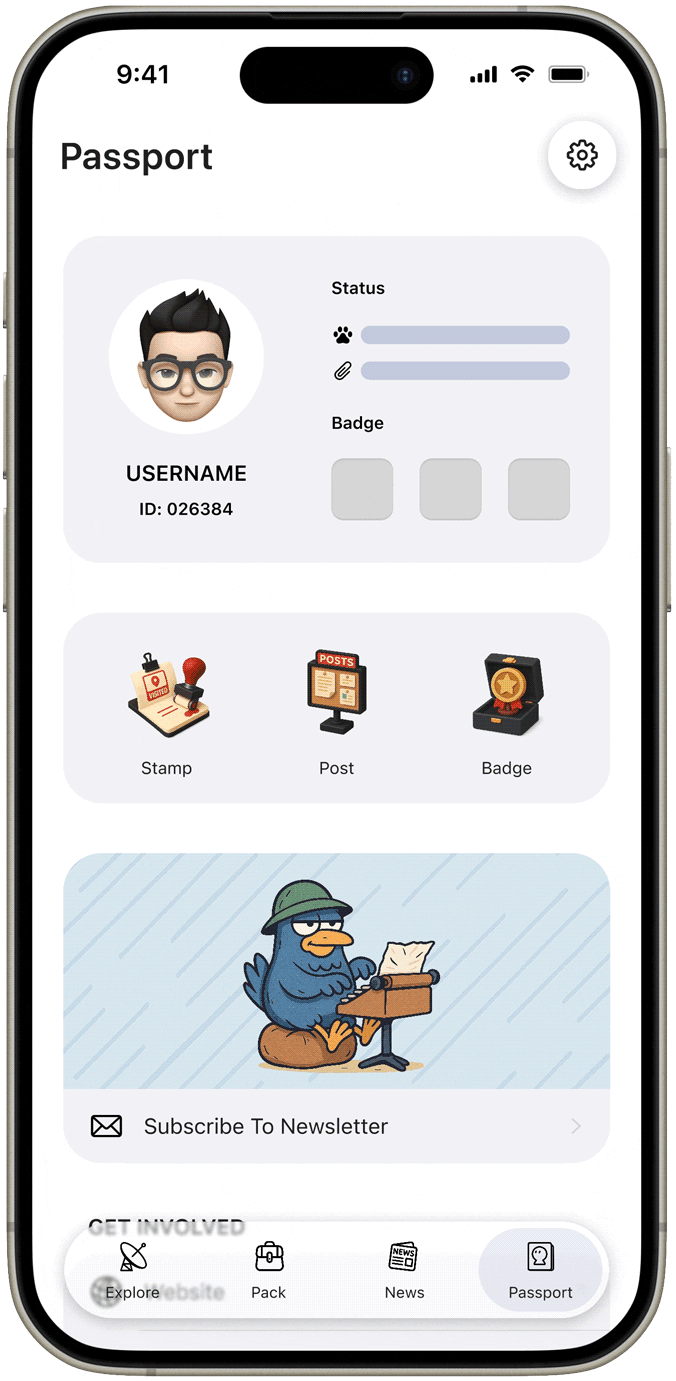 9:41
Passport
Status
Badge
USERNAME
ID: 026384
VISITED
POSTS
Stamp
Post
Badge
Subscribe To Newsletter
GET INVOLVED
Website
NEWS
Explore
Pack
News
Passport